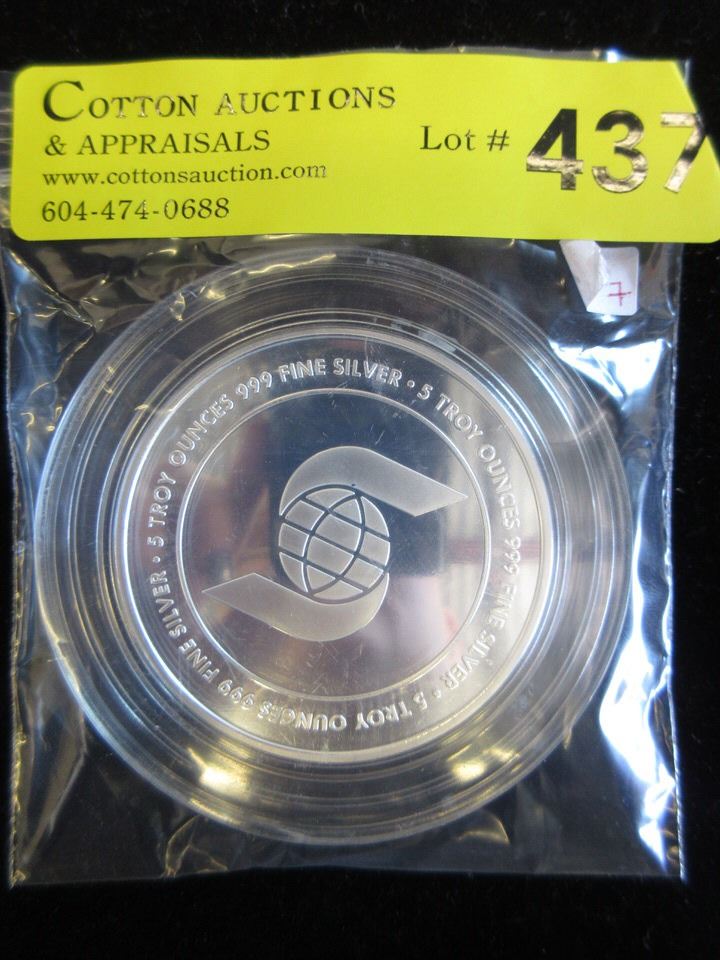 COTTON AUCTIONS
& APPRAISALS
www.cottonsauction.com
604-474-0688
Lot # 437
7
5 TROY OUNCES 999 FINE SILVER • 5 TROY OUNCES 999 FINE SILVER • 5 TROY OUNCES 999 FINE SILVER •